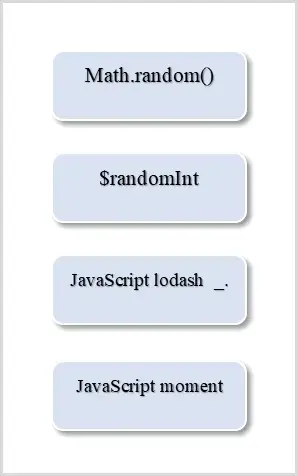 Math.random()
$randomInt
JavaScript lodash _.
JavaScript moment